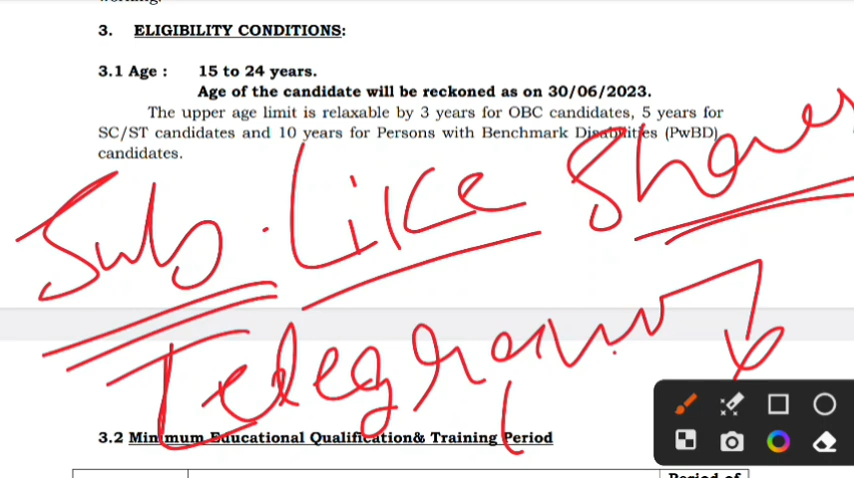 working.
3. ELIGIBILITY CONDITIONS:
3.1 Age : 15 to 24 years.
Age of the candidate will be reckoned as on 30/06/2023.
The upper age limit is relaxable by 3 years for OBC candidates, 5 years for
SC/ST candidates and 10 years for Persons with Benchmark Disabilities (PwBD)
candidates.
Sub. Like Share
Telegram
3.2 Minimum Educational Qualification& Training Period
Period of